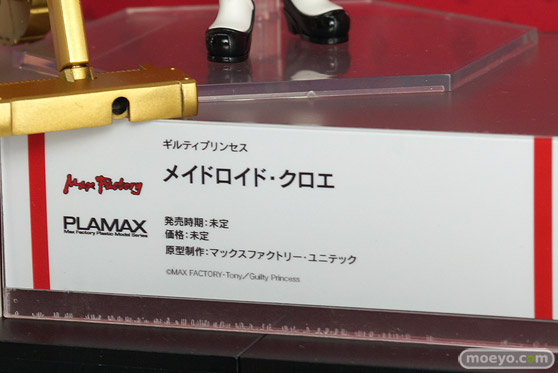 ギルティプリンセス
メイドロイド・クロエ
Max Factory
PLAMAX
Max Factory Plastic Model Series
発売時期：未定
価格：未定
原型制作：マックスファクトリー・ユニテック
©MAX FACTORY・Tony／Guilty Princess
moeyo.com